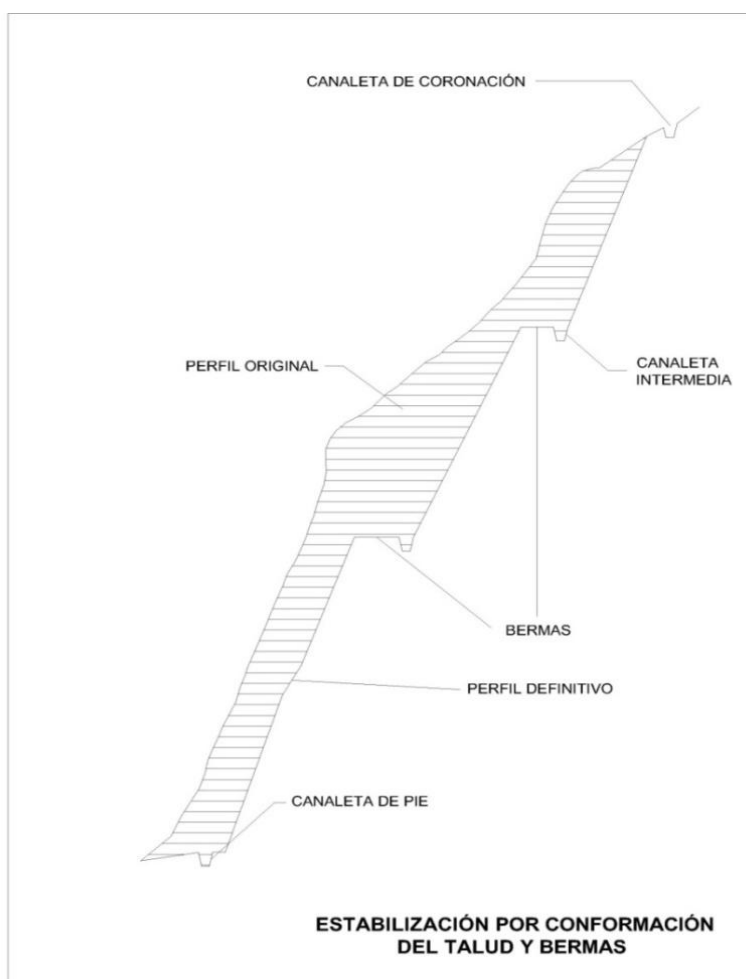 CANALETA DE CORONACIÓN
PERFIL ORIGINAL
CANALETA
INTERMEDIA
BERMAS
PERFIL DEFINITIVO
CANALETA DE PIE
ESTABILIZACIÓN POR CONFORMACIÓN
DEL TALUD Y BERMAS